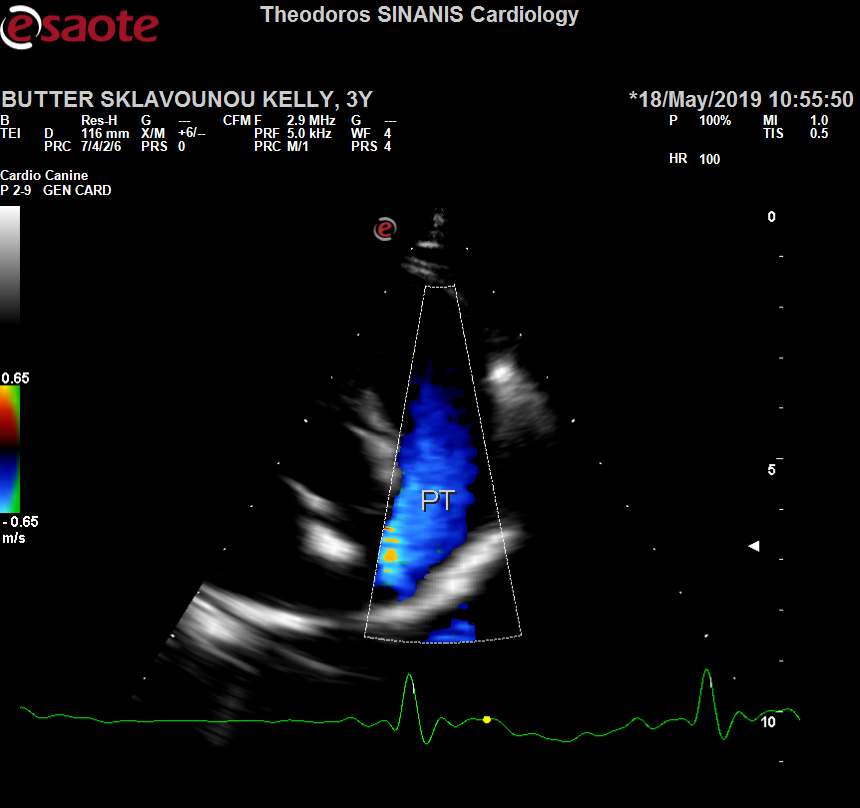 esaote
Theodoros SINANIS Cardiology
BUTTER SKLAVOUNOU KELLY, 3Y
*18/May/2019 10:55:50
B Res-H G --- CFM F 2.9 MHz G --- P 100% MI 1.0
TEI D 116 mm X/M +6/-- PRF 5.0 kHz WF 4 TIS 0.5
PRC 7/4/2/6 PRS 0 PRC M/1 PRS 4
HR 100
Cardio Canine
P 2-9 GEN CARD
e
0
0.65
5
PT
- 0.65
m/s
10